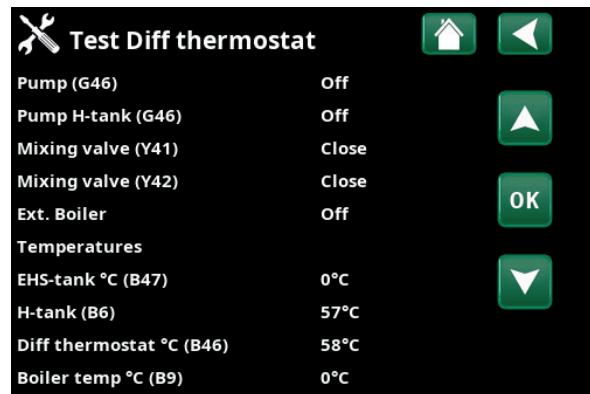 Test Diff thermostat
Pump (G46) Off
Pump H-tank (G46) Off
Mixing valve (Y41) Close
Mixing valve (Y42) Close
Ext. Boiler Off
OK
Temperatures
EHS-tank °C (B47) 0°C
H-tank (B6) 57°C
Diff thermostat °C (B46) 58°C
Boiler temp °C (B9) 0°C